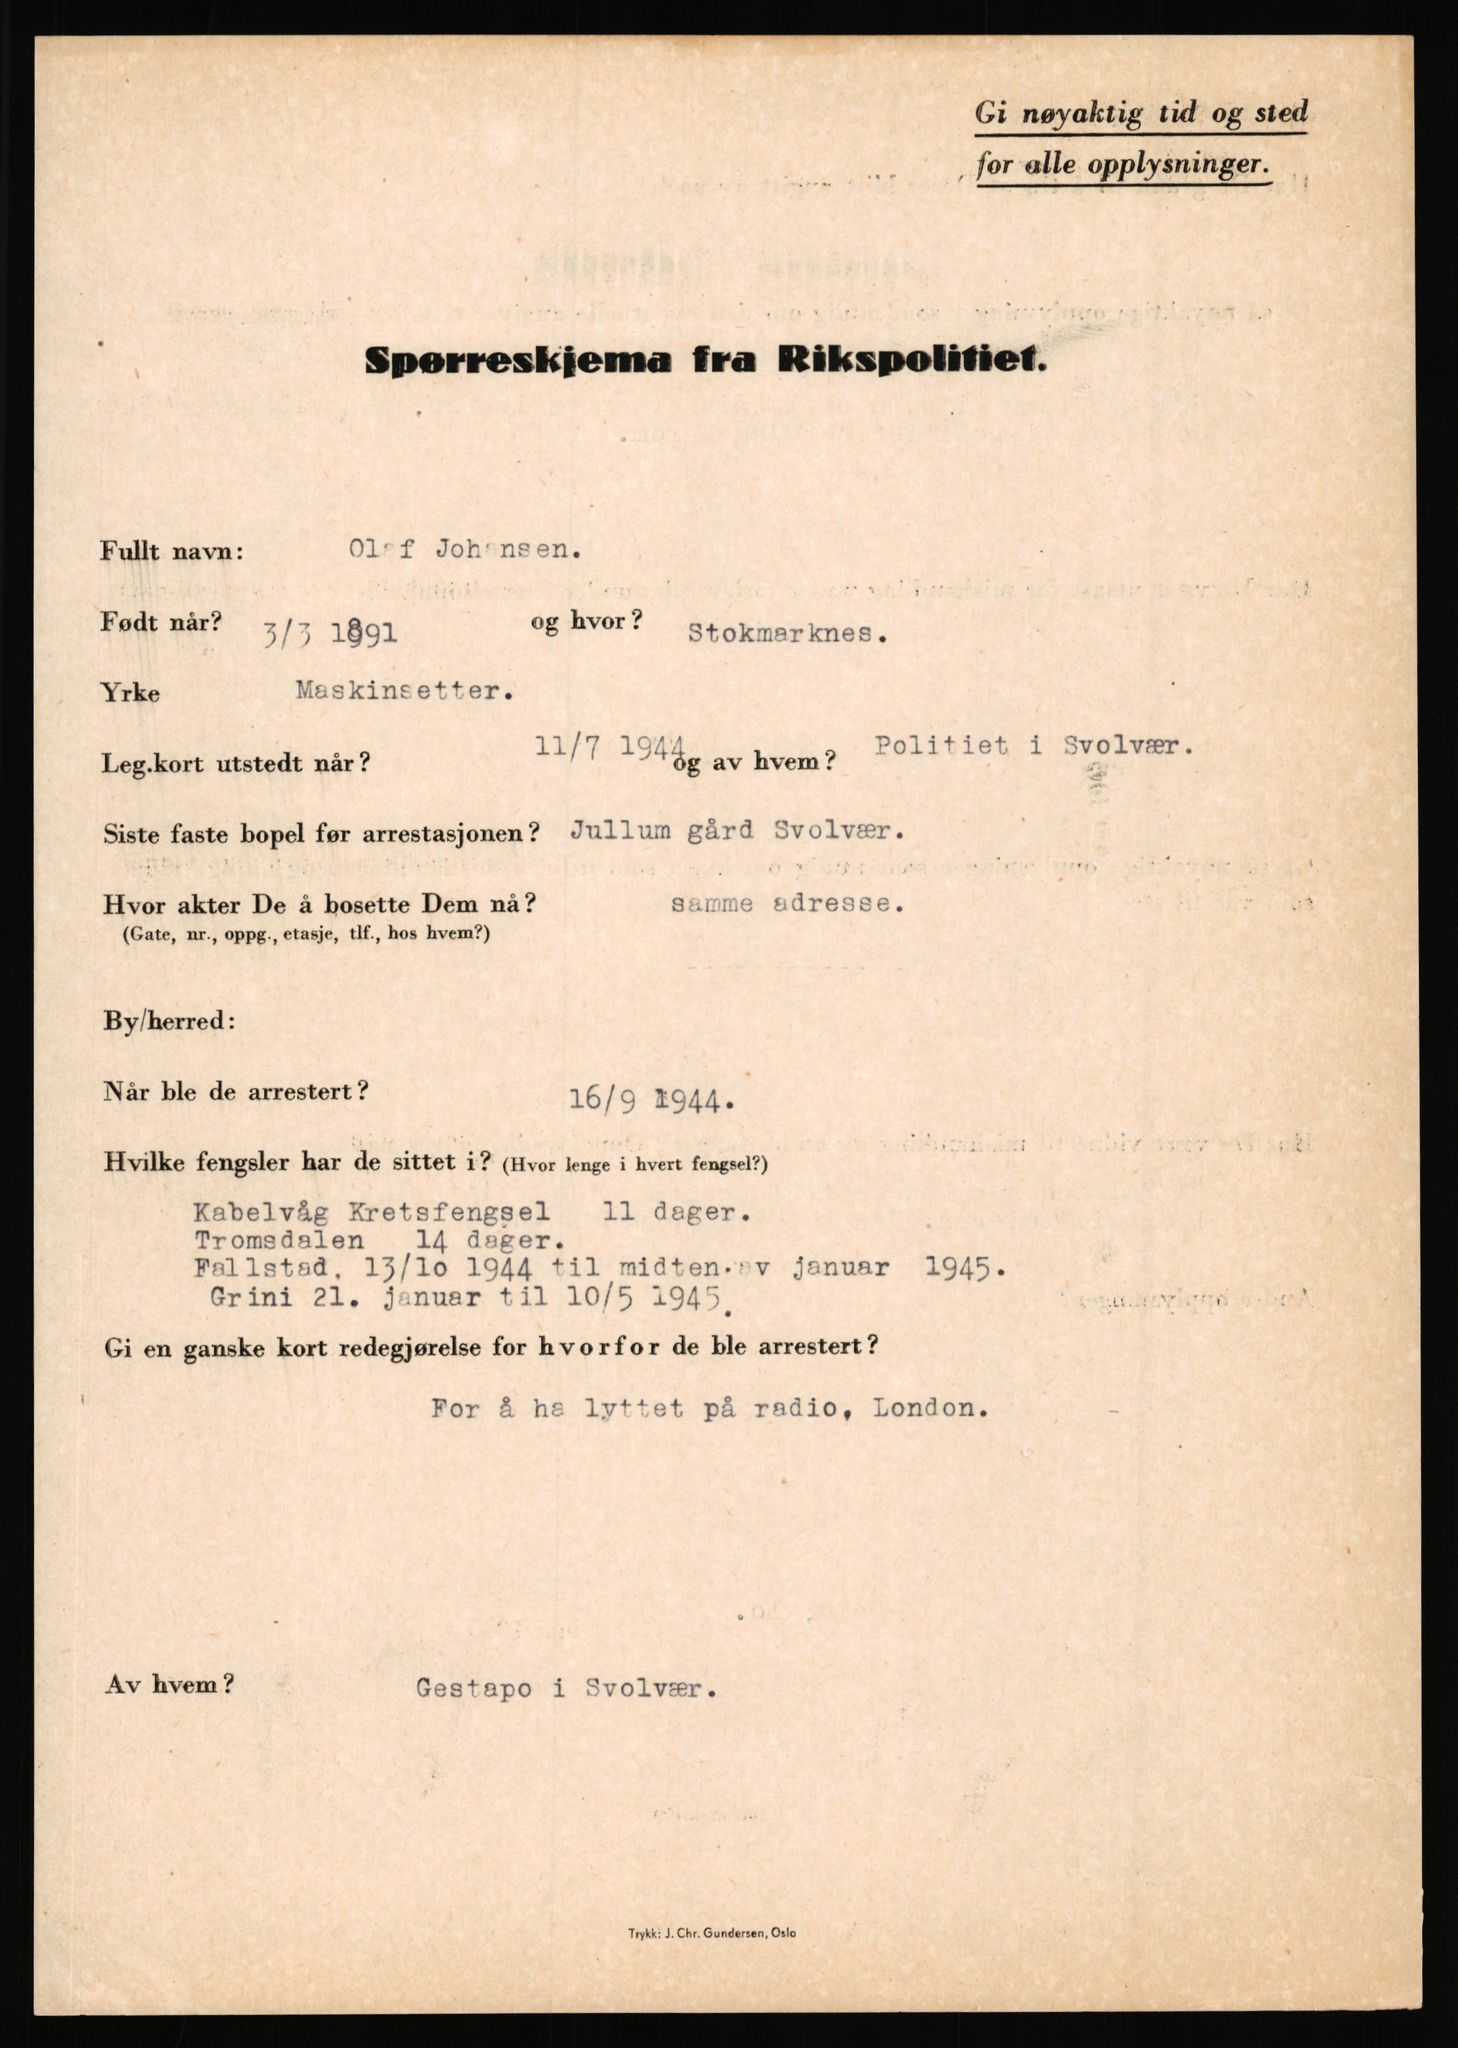 Gi nøyaktig tid og sted
for alle opplysninger.
Spørreskjema fra Rikspolitiet.
Fullt navn: Olaf Johansen.
Født når? 3/3 1891 og hvor? Stokmarknes.
Yrke Maskinsetter.
Leg.kort utstedt når? 11/7 1944 og av hvem? Politiet i Svolvær.
Siste faste bopel før arrestasjonen? Jullum gård Svolvær.
Hvor akter De å bosette Dem nå? samme adresse.
(Gate, nr., oppg., etasje, tlf., hos hvem?)
By/herred:
Når ble de arrestert? 16/9 1944.
Hvilke fengsler har de sittet i? (Hvor lenge i hvert fengsel?)
Kabelvåg Kretsfengsel 11 dager.
Tromsdalen 14 dager.
Fallstad, 13/10 1944 til midten av januar 1945.
Grini 21. januar til 10/5 1945.
Gi en ganske kort redegjørelse for hvorfor de ble arrestert?
For å ha lyttet på radio, London.
Av hvem? Gestapo i Svolvær.
Trykk: J. Chr. Gundersen, Oslo